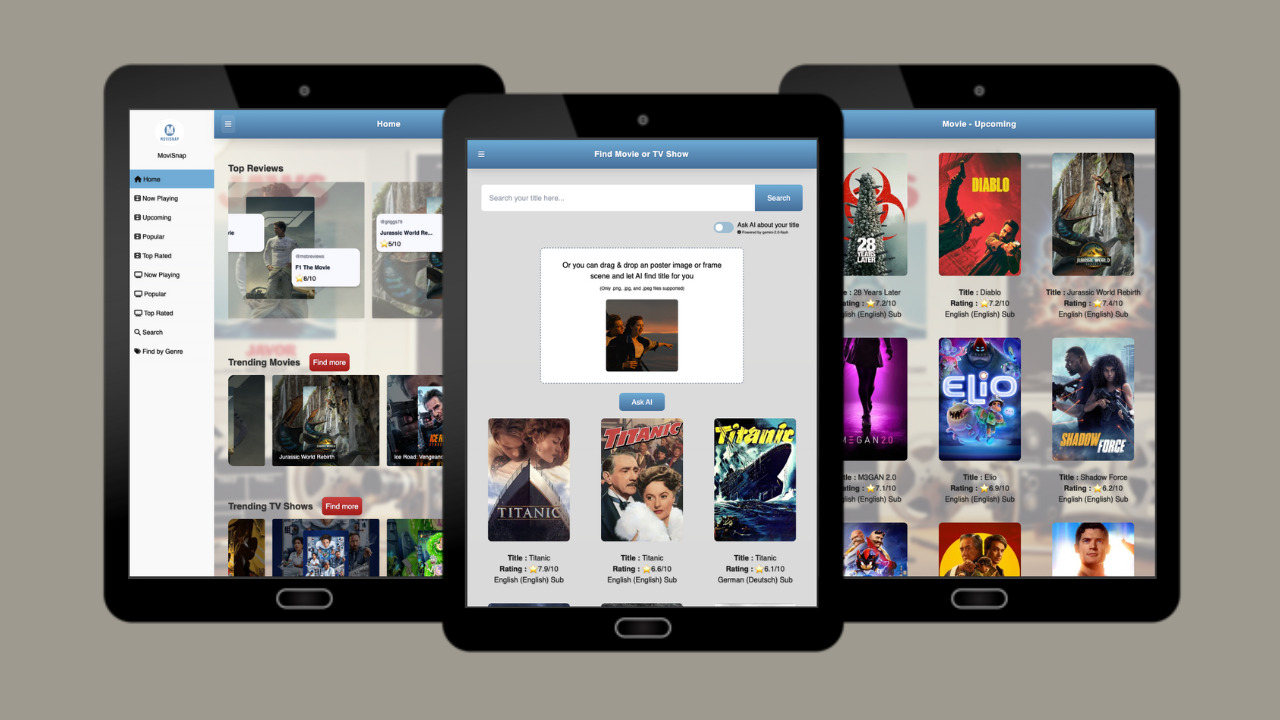 MOVISNAP
MoviSnap
Home
Now Playing
Upcoming
Popular
Top Rated
Now Playing
Popular
Top Rated
Search
Find by Genre
Home
Top Reviews
F1 The Movie
6/10
Jurassic World Re...
5/10
Trending Movies
Find more
Jurassic World Rebirth
Ice Road: Vengeanc
Trending TV Shows
Find more
Find Movie or TV Show
Search your title here...
Search
Ask AI about your title
Powered by gemini-2.0-flash
Or you can drag & drop an poster image or frame
scene and let AI find title for you
(Only .png, .jpg, and .jpeg files supported)
Ask AI
TITANIC
TITANIC
Titanic
Title : Titanic
Rating : ⭐7.9/10
English (English) Sub
Title : Titanic
Rating : ⭐6.6/10
English (English) Sub
Title : Titanic
Rating : ⭐6.1/10
German (Deutsch) Sub
Movie - Upcoming
28
YEARS
LATER
DIABLO
JURASSIC WORLD
le : 28 Years Later
ating : ⭐7.2/10
glish (English) Sub
Title : Diablo
Rating : ⭐7.2/10
English (English) Sub
Title : Jurassic World Rebirth
Rating : ⭐7.4/10
English (English) Sub
M3GAN 2.0
ELIO
SHADOW
FORCE
tle : M3GAN 2.0
ating : ⭐7.1/10
glish (English) Sub
Title : Elio
Rating : ⭐6.9/10
English (English) Sub
Title : Shadow Force
Rating : ⭐6.2/10
English (English) Sub